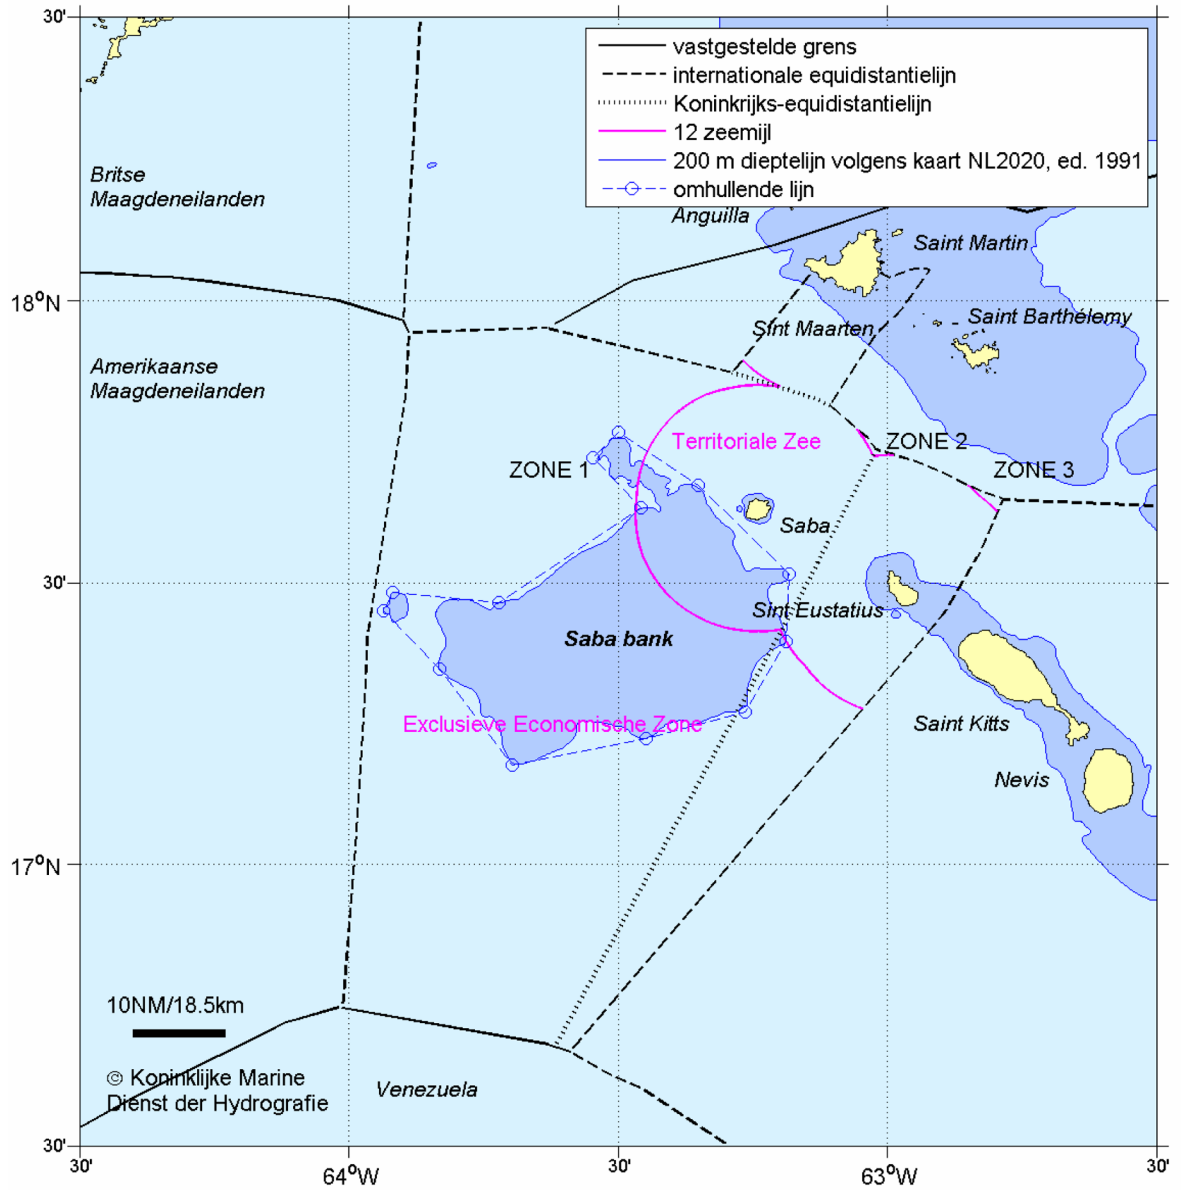 30'
vastgestelde grens
internationale equidistantielijn
Koninkrijks-equidistantielijn
12 zeemijl
200 m dieptelijn volgens kaart NL2020, ed. 1991
omhullende lijn
Britse
Maagdeneilanden
Anguilla
Saint Martin
18°N
Sint Maarten
Saint Barthélemy
Amerikaanse
Maagdeneilanden
Territoriale Zee
ZONE 2
ZONE 1
ZONE 3
Saba
30'
Sint Eustatius
Saba bank
Exclusieve Economische Zone
Saint Kitts
Nevis
17°N
10NM/18.5km
© Koninklijke Marine
Dienst der Hydrografie
Venezuela
30'
30'
64°W
30'
63°W
30'